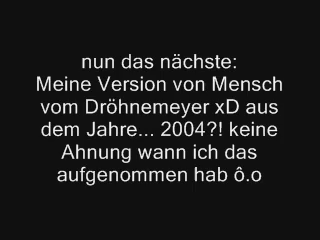 nun das nächste:
Meine Version von Mensch
vom Dröhnemeyer xD aus
dem Jahre... 2004?! keine
Ahnung wann ich das
aufgenommen hab ô.o